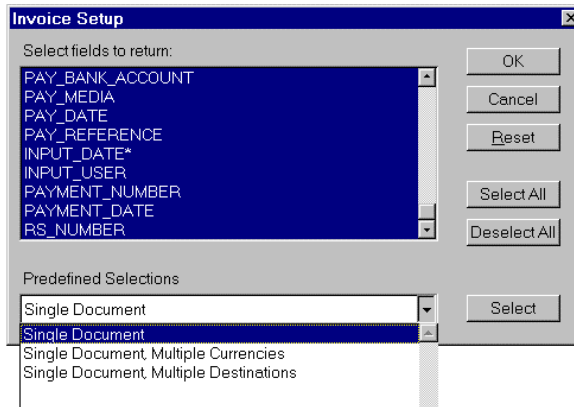 Invoice Setup
Select fields to return:
PAY_BANK_ACCOUNT
PAY_MEDIA
PAY_DATE
PAY_REFERENCE
INPUT_DATE*
INPUT_USER
PAYMENT_NUMBER
PAYMENT_DATE
RS_NUMBER
OK
Cancel
Reset
Select All
Deselect All
Predefined Selections
Single Document
Select
Single Document
Single Document, Multiple Currencies
Single Document, Multiple Destinations